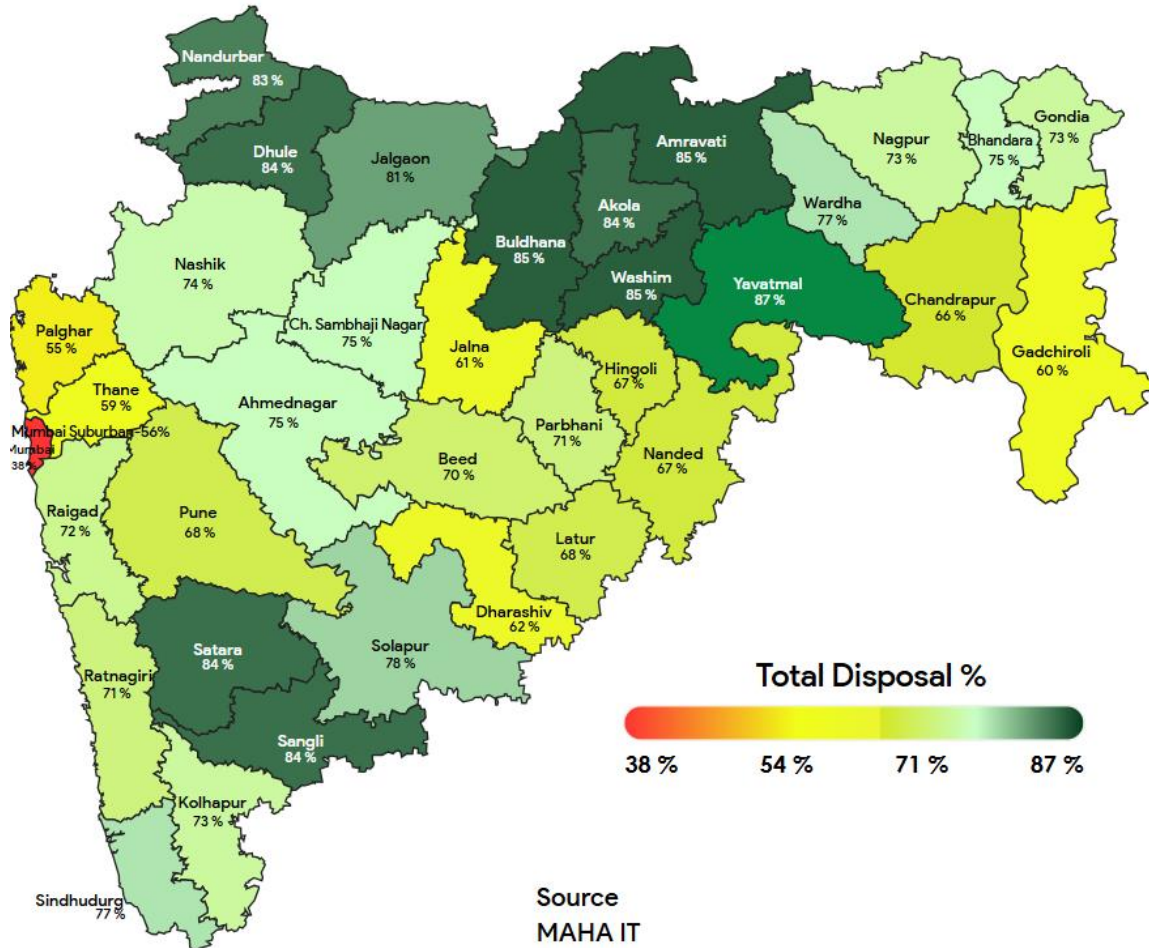 Nandurbar
83 %
Dhule
84 %
Jalgaon
81 %
Buldhana
85 %
Akola
84 %
Amravati
85 %
Washim
85 %
Yavatmal
87 %
Wardha
77 %
Nagpur
73 %
Bhandara
75 %
Gondia
73 %
Chandrapur
66 %
Gadchiroli
60 %
Nashik
74 %
Ch. Sambhaji Nagar
75 %
Jalna
61 %
Hingoli
67 %
Parbhani
71 %
Nanded
67 %
Palghar
55 %
Thane
59 %
Mumbai Suburban-56%
Mumbai
38 %
Ahmednagar
75 %
Beed
70 %
Latur
68 %
Dharashiv
62 %
Raigad
72 %
Pune
68 %
Satara
84 %
Solapur
78 %
Sangli
84 %
Ratnagiri
71 %
Kolhapur
73 %
Sindhudurg
77 %
Total Disposal %
38 % 54 % 71 % 87 %
Source
MAHA IT